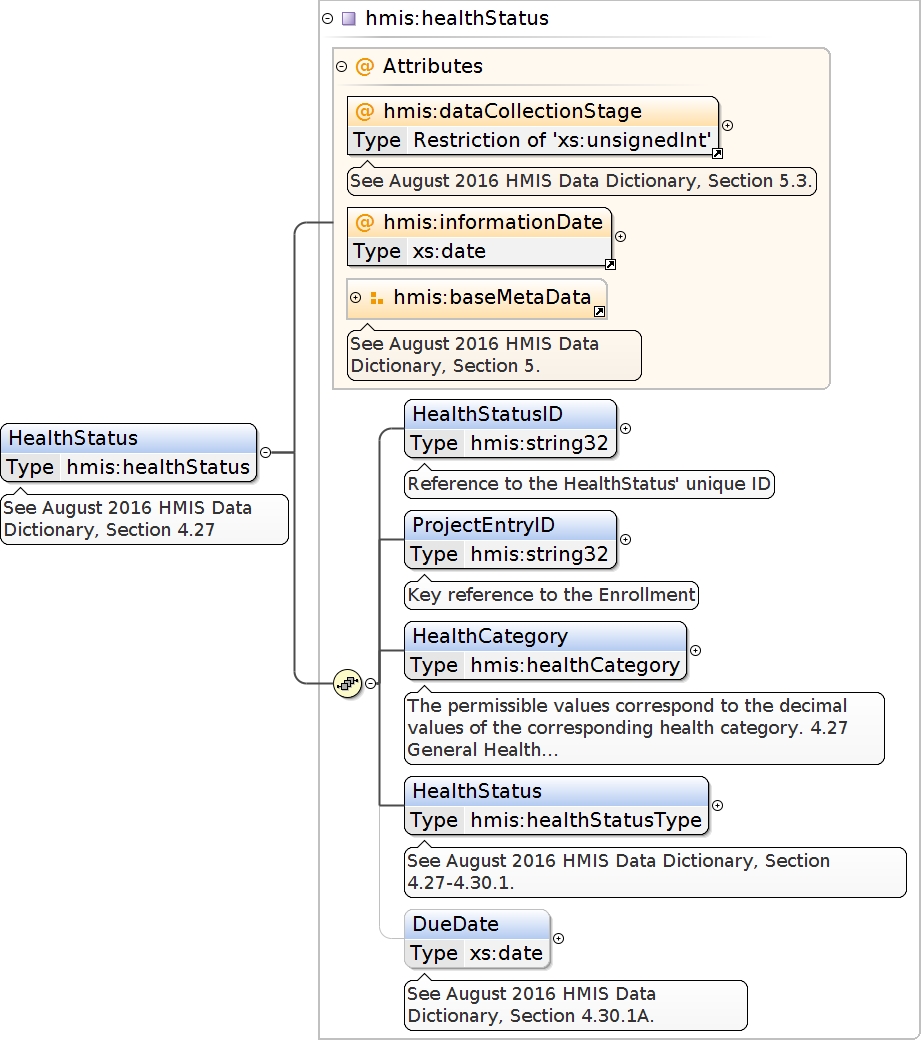 hmis:healthStatus
@ Attributes
@ hmis:dataCollectionStage
Type Restriction of 'xs:unsignedInt'
See August 2016 HMIS Data Dictionary, Section 5.3.
@ hmis:informationDate
Type xs:date
hmis:baseMetaData
See August 2016 HMIS Data
Dictionary, Section 5.
HealthStatus
Type hmis:healthStatus
See August 2016 HMIS Data
Dictionary, Section 4.27
HealthStatusID
Type hmis:string32
Reference to the HealthStatus' unique ID
ProjectEntryID
Type hmis:string32
Key reference to the Enrollment
HealthCategory
Type hmis:healthCategory
The permissible values correspond to the decimal
values of the corresponding health category. 4.27
General Health...
HealthStatus
Type hmis:healthStatusType
See August 2016 HMIS Data Dictionary, Section
4.27-4.30.1.
DueDate
Type xs:date
See August 2016 HMIS Data
Dictionary, Section 4.30.1A.